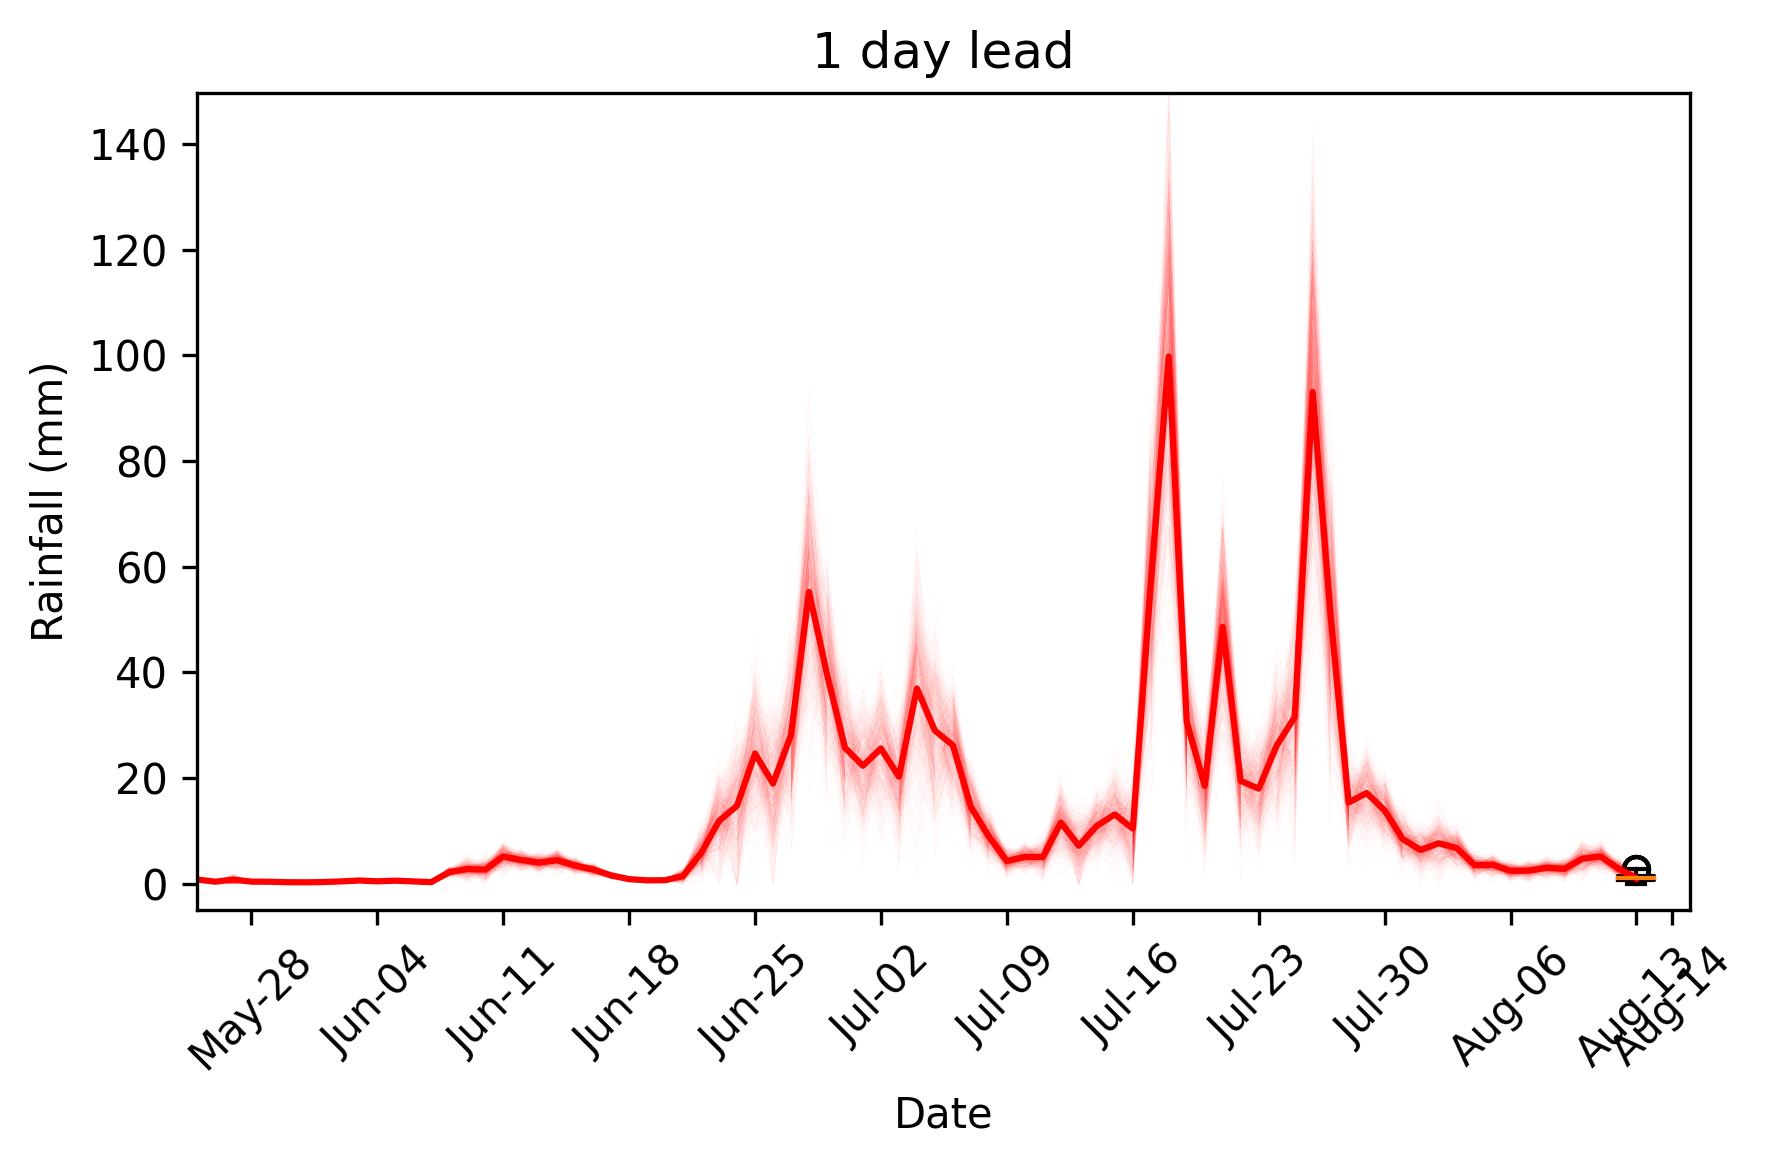 1 day lead
Rainfall (mm)
140
120
100
80
60
40
20
0
May-28
Jun-04
Jun-11
Jun-18
Jun-25
Jul-02
Jul-09
Jul-16
Jul-23
Jul-30
Aug-06
Aug-13
Aug-14
Date